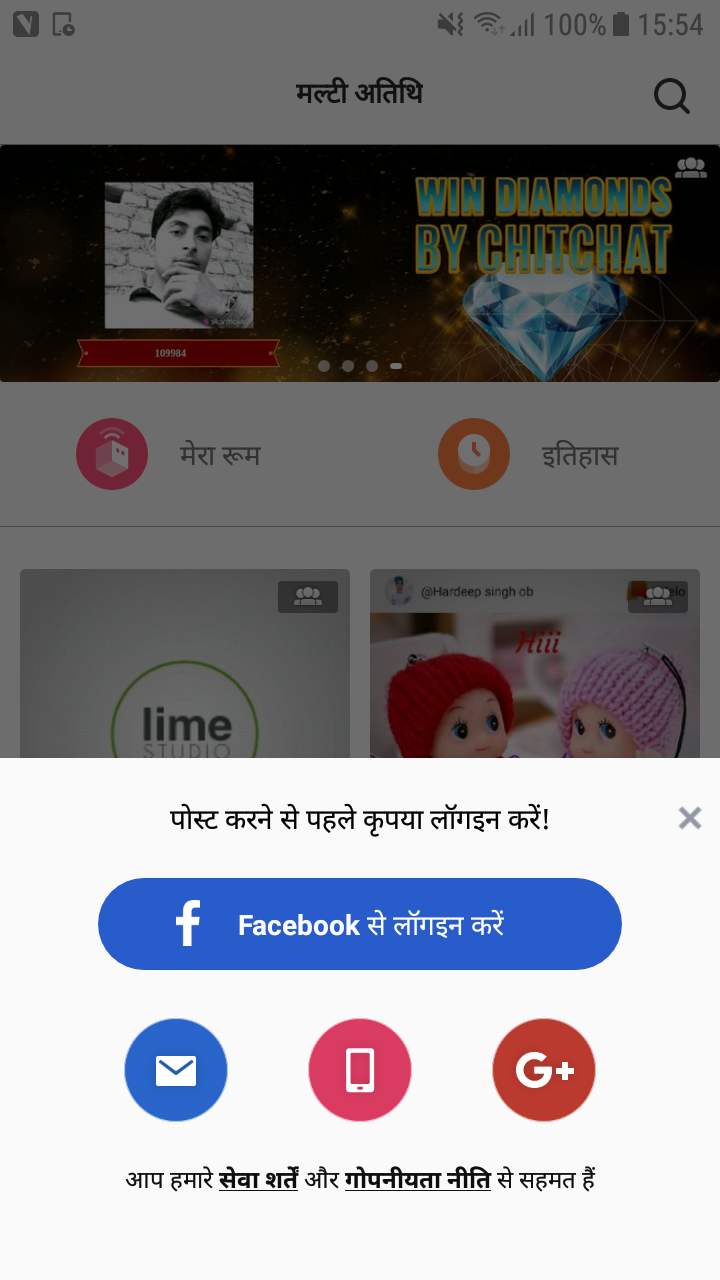 100% 15:54
मल्टी अतिथि
WIN DIAMONDS
BY CHITCHAT
109984
मेरा रूम
इतिहास
@Hardeep singh ob
elo
Hiii
lime
STUDIO
पोस्ट करने से पहले कृपया लॉगइन करें!
Facebook से लॉगइन करें
G+
आप हमारे सेवा शर्तें और गोपनीयता नीति से सहमत हैं